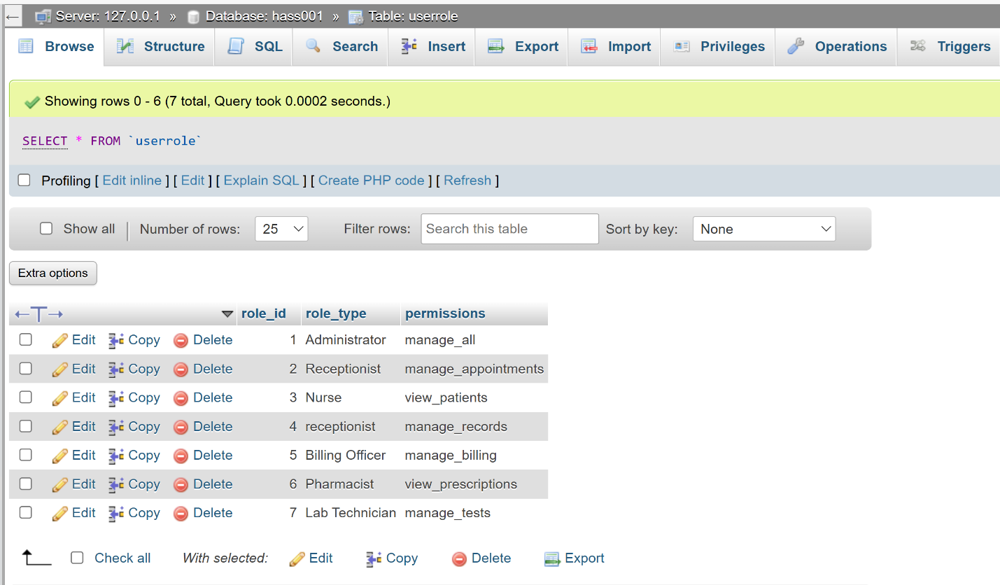 ← Server: 127.0.0.1 » Database: hass001 » Table: userrole
Browse Structure SQL Search Insert Export Import Privileges Operations Triggers
Showing rows 0 - 6 (7 total, Query took 0.0002 seconds.)
SELECT * FROM `userrole`
Profiling [ Edit inline ] [ Edit ] [ Explain SQL ] [ Create PHP code ] [ Refresh ]
Show all | Number of rows: 25 Filter rows: Search this table Sort by key: None
Extra options
←T→ role_id role_type permissions
Edit Copy Delete 1 Administrator manage_all
Edit Copy Delete 2 Receptionist manage_appointments
Edit Copy Delete 3 Nurse view_patients
Edit Copy Delete 4 receptionist manage_records
Edit Copy Delete 5 Billing Officer manage_billing
Edit Copy Delete 6 Pharmacist view_prescriptions
Edit Copy Delete 7 Lab Technician manage_tests
Check all With selected: Edit Copy Delete Export